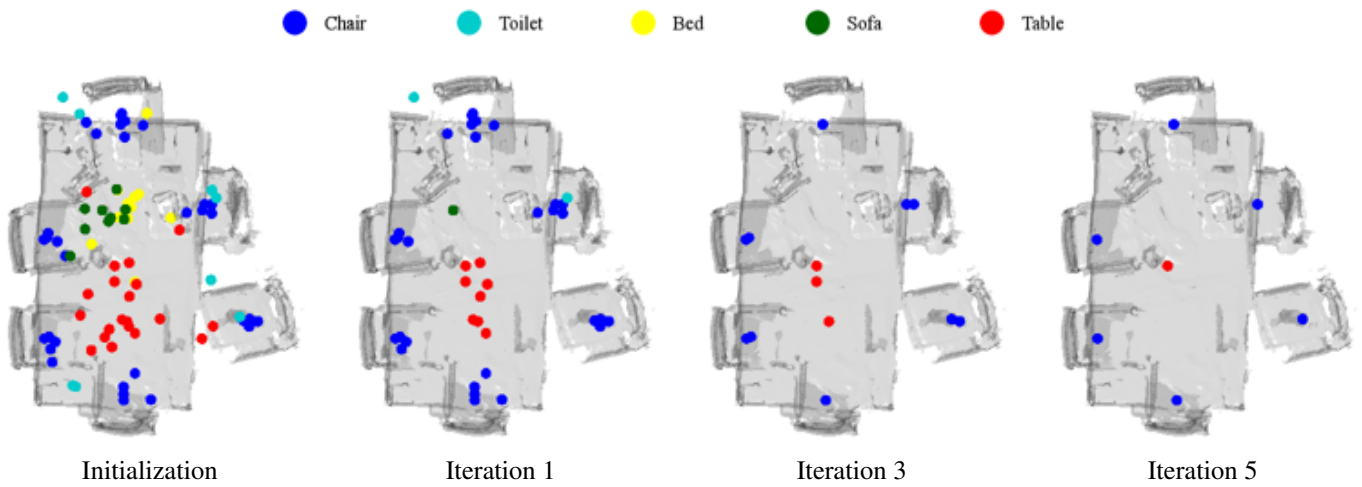 Chair Toilet Bed Sofa Table
Initialization Iteration 1 Iteration 3 Iteration 5